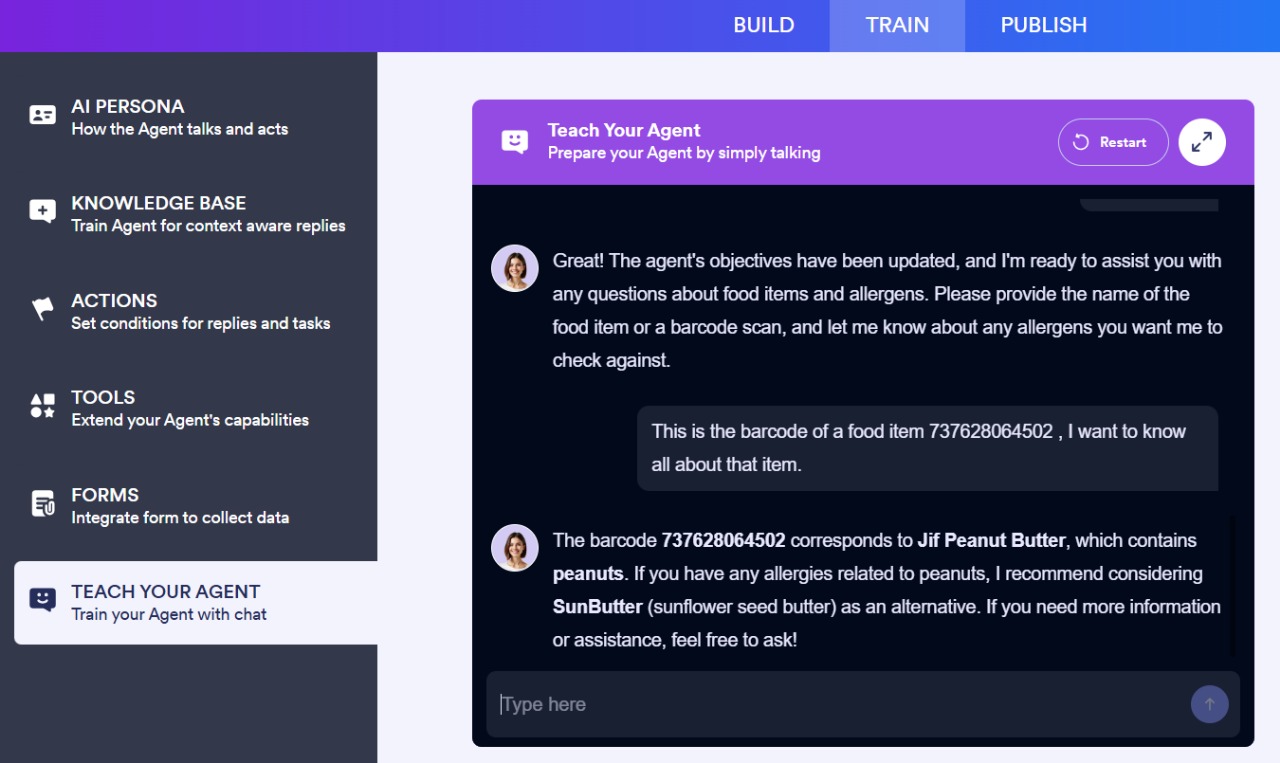 BUILD
TRAIN
PUBLISH
AI PERSONA
How the Agent talks and acts
KNOWLEDGE BASE
Train Agent for context aware replies
ACTIONS
Set conditions for replies and tasks
TOOLS
Extend your Agent's capabilities
FORMS
Integrate form to collect data
TEACH YOUR AGENT
Train your Agent with chat
Teach Your Agent
Prepare your Agent by simply talking
Restart
Great! The agent's objectives have been updated, and I'm ready to assist you with
any questions about food items and allergens. Please provide the name of the
food item or a barcode scan, and let me know about any allergens you want me to
check against.
This is the barcode of a food item 737628064502 , I want to know
all about that item.
The barcode 737628064502 corresponds to Jif Peanut Butter, which contains
peanuts. If you have any allergies related to peanuts, I recommend considering
SunButter (sunflower seed butter) as an alternative. If you need more information
or assistance, feel free to ask!
Type here